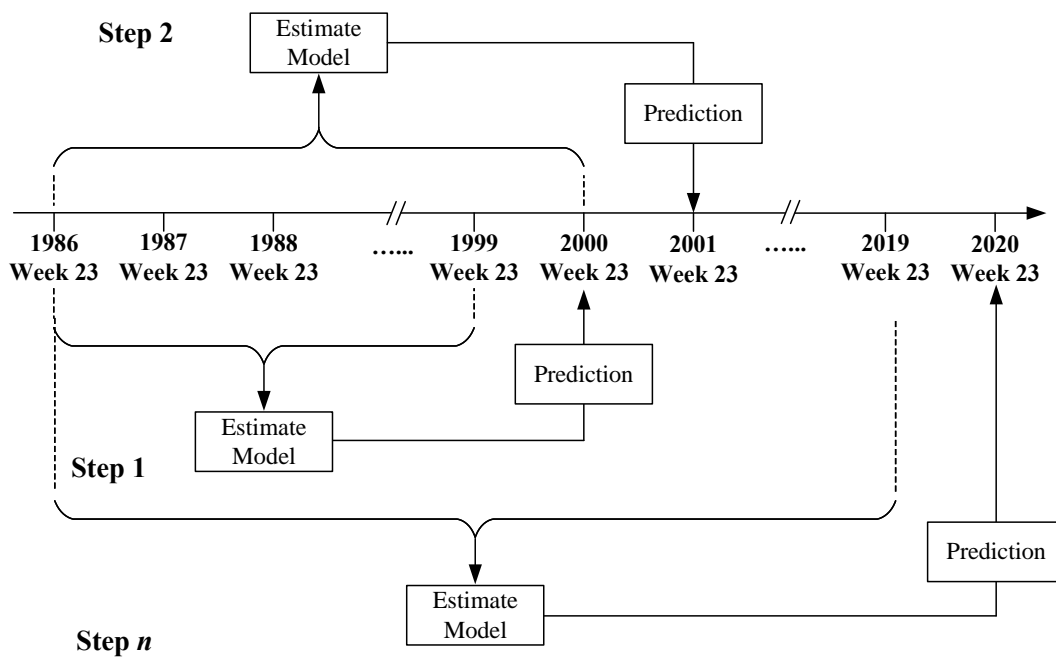 Step 2
Estimate
Model
Prediction
1986
Week 23
1987
Week 23
1988
Week 23
…...
1999
Week 23
2000
Week 23
2001
Week 23
…...
2019
Week 23
2020
Week 23
Prediction
Estimate
Model
Step 1
Prediction
Estimate
Model
Step n